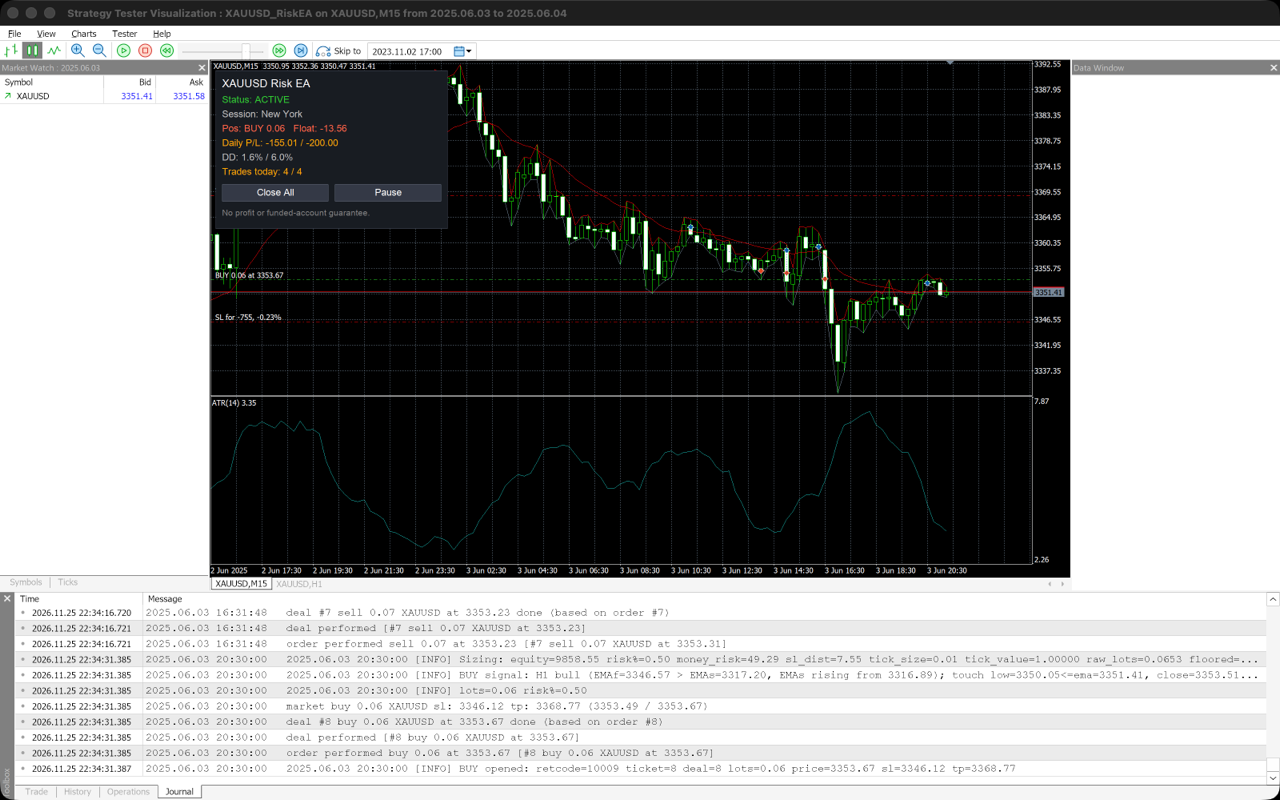 Strategy Tester Visualization : XAUUSD_RiskEA on XAUUSD,M15 from 2025.06.03 to 2025.06.04
File View Charts Tester Help
Skip to 2023.11.02 17:00
Market Watch : 2025.06.03
Symbol Bid Ask
XAUUSD 3351.41 3351.58
Symbols Ticks
XAUUSD,M15 3350.95 3352.36 3350.47 3351.41
XAUUSD Risk EA
Status: ACTIVE
Session: New York
Pos: BUY 0.06 Float: -13.56
Daily P/L: -155.01 / -200.00
DD: 1.6% / 6.0%
Trades today: 4 / 4
Close All Pause
No profit or funded-account guarantee.
BUY 0.06 at 3353.67
SL for -755, -0.23%
3392.55
3387.95
3383.35
3378.75
3374.15
3369.55
3364.95
3360.35
3355.75
3351.41
3346.55
3341.95
3337.35
ATR(14) 3.35
7.87
2.26
2 Jun 2025 2 Jun 17:30 2 Jun 19:30 2 Jun 21:30 2 Jun 23:30 3 Jun 02:30 3 Jun 04:30 3 Jun 06:30 3 Jun 08:30 3 Jun 10:30 3 Jun 12:30 3 Jun 14:30 3 Jun 16:30 3 Jun 18:30 3 Jun 20:30
XAUUSD,M15 XAUUSD,H1
Data Window
Time Message
2026.11.25 22:34:16.720 2025.06.03 16:31:48 deal #7 sell 0.07 XAUUSD at 3353.23 done (based on order #7)
2026.11.25 22:34:16.721 2025.06.03 16:31:48 deal performed [#7 sell 0.07 XAUUSD at 3353.23]
2026.11.25 22:34:16.721 2025.06.03 16:31:48 order performed sell 0.07 at 3353.23 [#7 sell 0.07 XAUUSD at 3353.31]
2026.11.25 22:34:31.385 2025.06.03 20:30:00 2025.06.03 20:30:00 [INFO] Sizing: equity=9858.55 risk%=0.50 money_risk=49.29 sl_dist=7.55 tick_size=0.01 tick_value=1.00000 raw_lots=0.0653 floored=...
2026.11.25 22:34:31.385 2025.06.03 20:30:00 2025.06.03 20:30:00 [INFO] BUY signal: H1 bull (EMAf=3346.57 > EMAs=3317.20, EMAs rising from 3316.89); touch low=3350.05<=ema=3351.41, close=3353.51...
2026.11.25 22:34:31.385 2025.06.03 20:30:00 2025.06.03 20:30:00 [INFO] lots=0.06 risk%=0.50
2026.11.25 22:34:31.385 2025.06.03 20:30:00 market buy 0.06 XAUUSD sl: 3346.12 tp: 3368.77 (3353.49 / 3353.67)
2026.11.25 22:34:31.385 2025.06.03 20:30:00 deal #8 buy 0.06 XAUUSD at 3353.67 done (based on order #8)
2026.11.25 22:34:31.385 2025.06.03 20:30:00 deal performed [#8 buy 0.06 XAUUSD at 3353.67]
2026.11.25 22:34:31.385 2025.06.03 20:30:00 order performed buy 0.06 at 3353.67 [#8 buy 0.06 XAUUSD at 3353.67]
2026.11.25 22:34:31.387 2025.06.03 20:30:00 2025.06.03 20:30:00 [INFO] BUY opened: retcode=10009 ticket=8 deal=8 lots=0.06 price=3353.67 sl=3346.12 tp=3368.77
Trade History Operations Journal